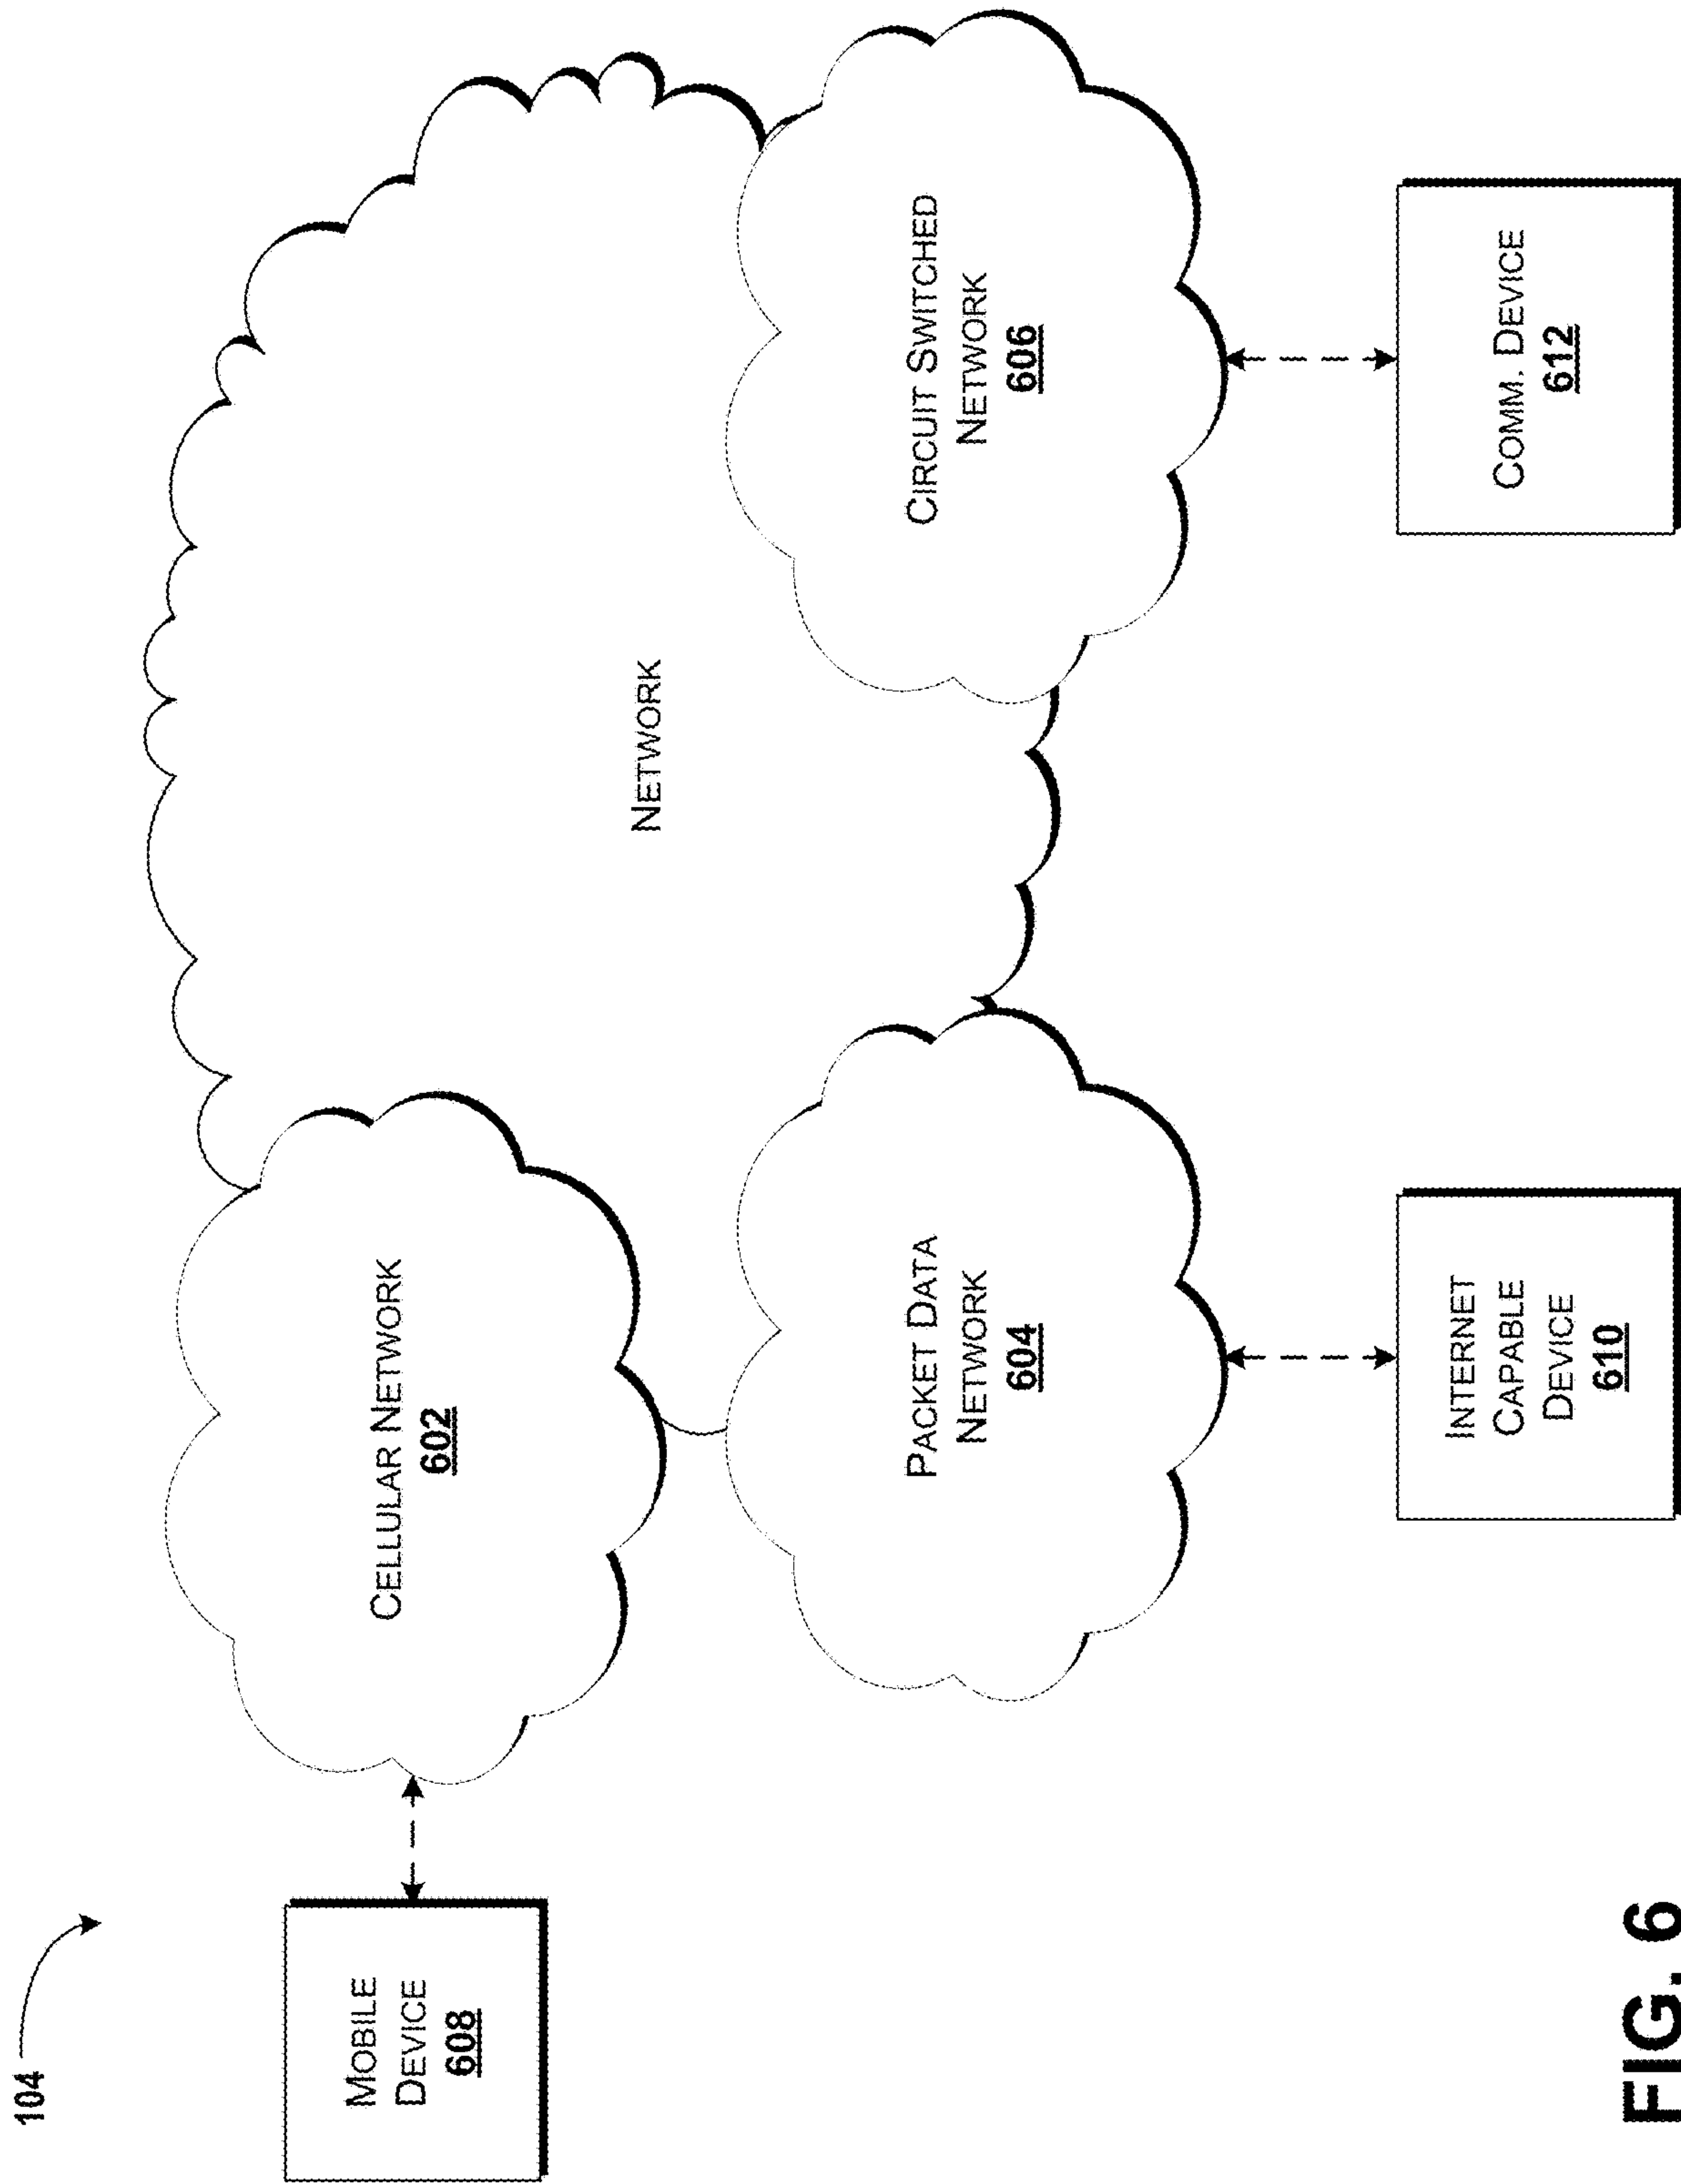 104
MOBILE
DEVICE
608
CELLULAR NETWORK
602
NETWORK
PACKET DATA
NETWORK
604
CIRCUIT SWITCHED
NETWORK
606
INTERNET
CAPABLE
DEVICE
610
COMM. DEVICE
612
FIG. 6